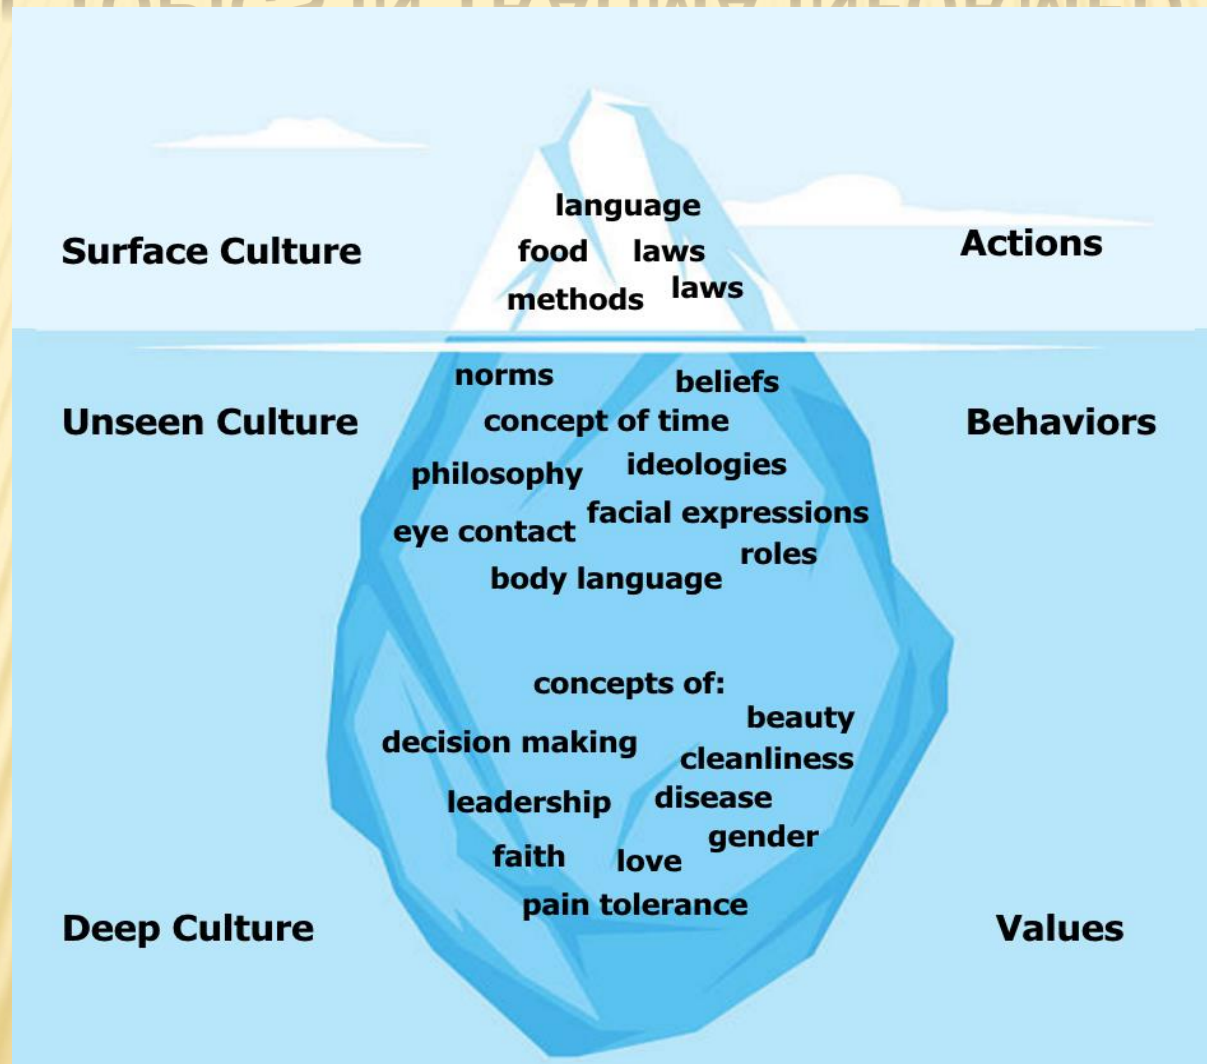 language
Surface Culture food laws Actions
methods laws
norms beliefs
Unseen Culture concept of time Behaviors
philosophy ideologies
eye contact facial expressions
roles
body language
concepts of:
beauty
decision making
cleanliness
leadership disease
gender
faith love
pain tolerance
Deep Culture Values